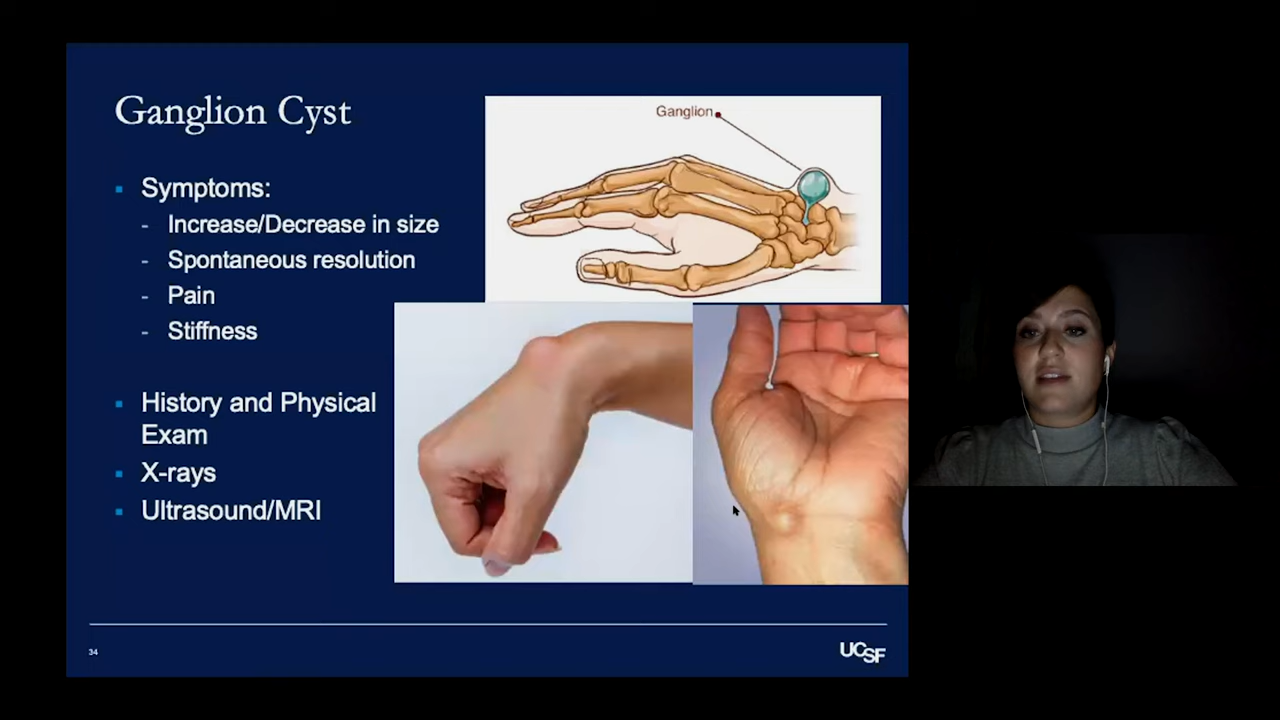 Ganglion Cyst
Symptoms:
- Increase/Decrease in size
- Spontaneous resolution
- Pain
- Stiffness
History and Physical
Exam
X-rays
Ultrasound/MRI
Ganglion
34
UCSF